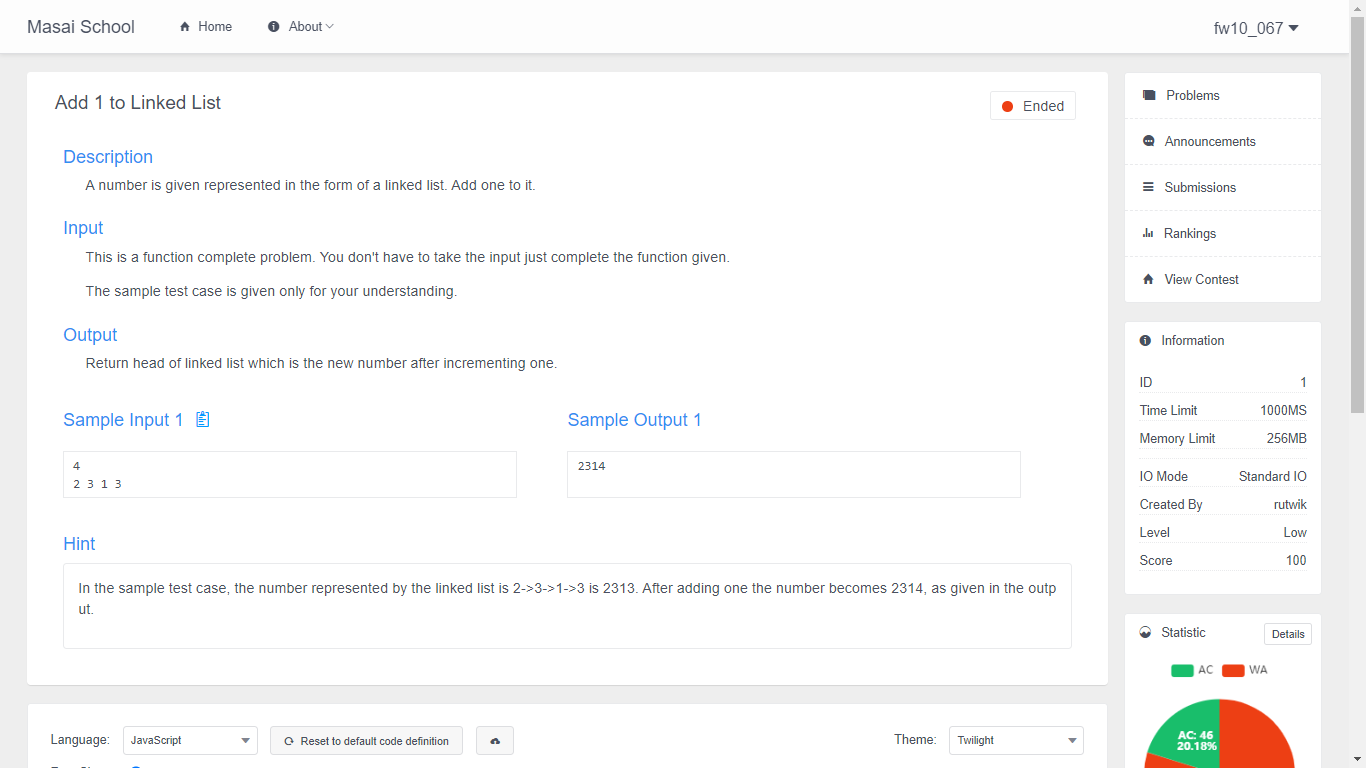 Masai School
Home
About
fw10_067
Add 1 to Linked List
Ended
Description
A number is given represented in the form of a linked list. Add one to it.
Input
This is a function complete problem. You don't have to take the input just complete the function given.
The sample test case is given only for your understanding.
Output
Return head of linked list which is the new number after incrementing one.
Sample Input 1
Sample Output 1
4
2 3 1 3
2314
Hint
In the sample test case, the number represented by the linked list is 2->3->1->3 is 2313. After adding one the number becomes 2314, as given in the outp
ut.
Language:
JavaScript
Reset to default code definition
Theme:
Twilight
Problems
Announcements
Submissions
Rankings
View Contest
Information
ID 1
Time Limit 1000MS
Memory Limit 256MB
IO Mode Standard IO
Created By rutwik
Level Low
Score 100
Statistic
Details
AC WA
AC: 46
20.18%